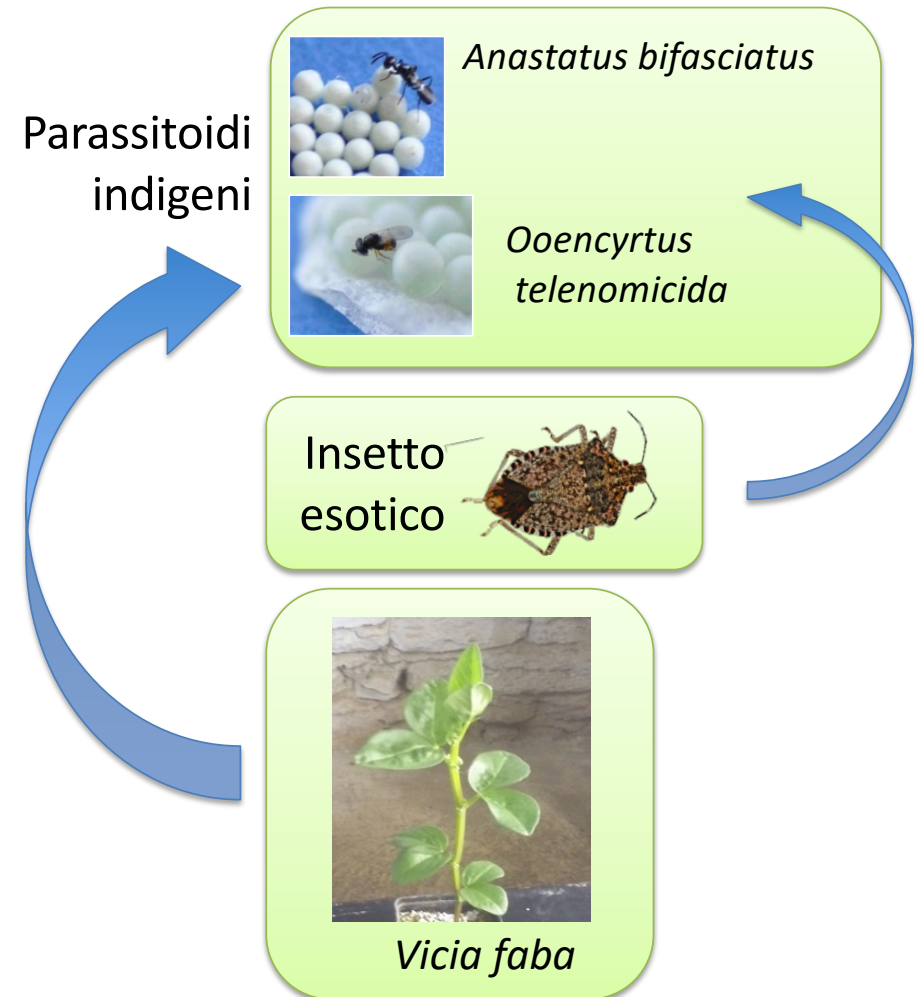 Anastatus bifasciatus
Parassitoidi
indigeni
Ooencyrtus
telenomicida
Insetto
esotico
Vicia faba